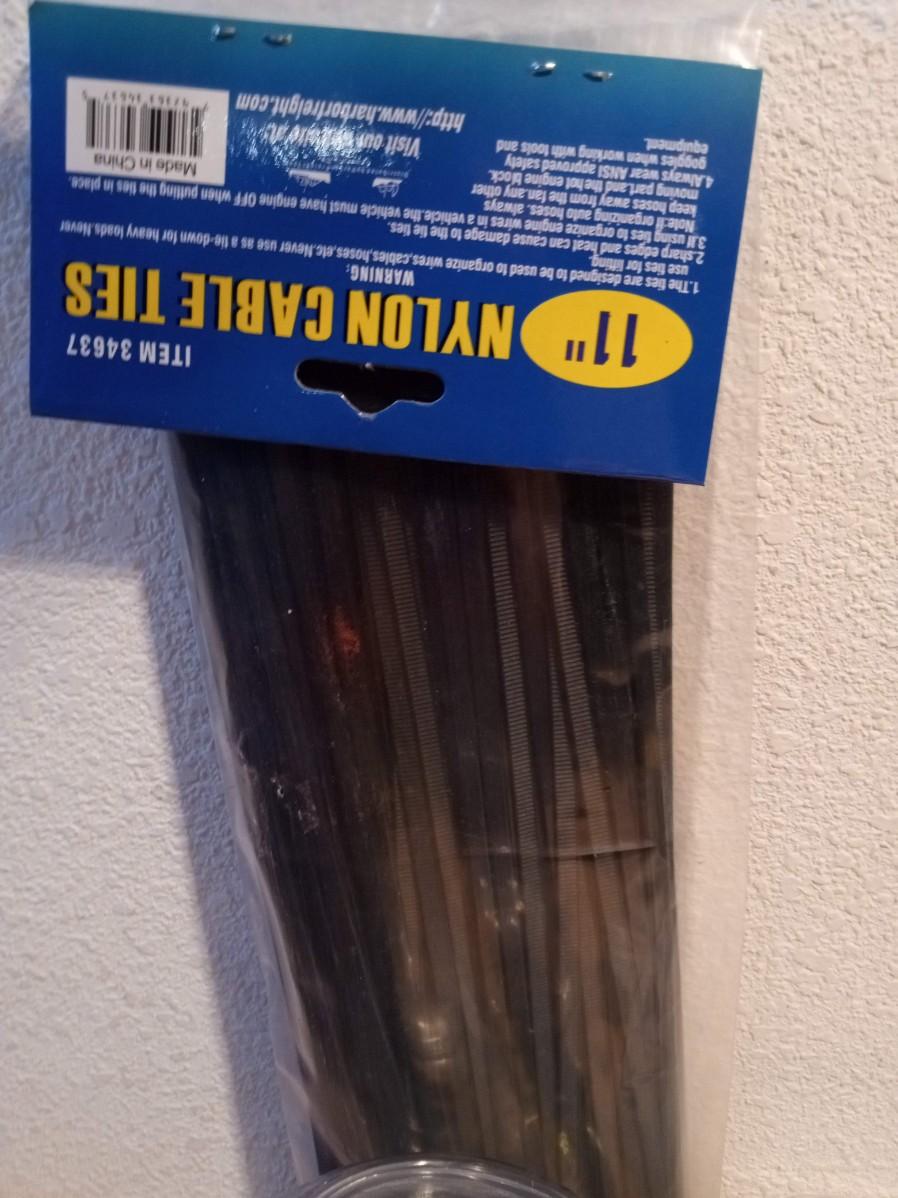 ITEM 34637
11" NYLON CABLE TIES
WARNING:
1.The ties are designed to be used to organize wires,cables,hoses,etc.Never use as a tie-down for heavy loads.Never
use ties for lifting.
2.sharp edges and heat can cause damage to the tie ties.
3.If using ties to organize engine wires in a vehicle.the vehicle must have engine OFF when putting the ties in place.
Note:If organizing auto hoses. always
keep hoses away from the fan.any other
moving part.and the hot engine block.
4.Always wear ANSI approved safety
goggles when working with tools and
equipment.
Visit our at:
http://www.harborfreight.com
Made in China
34637